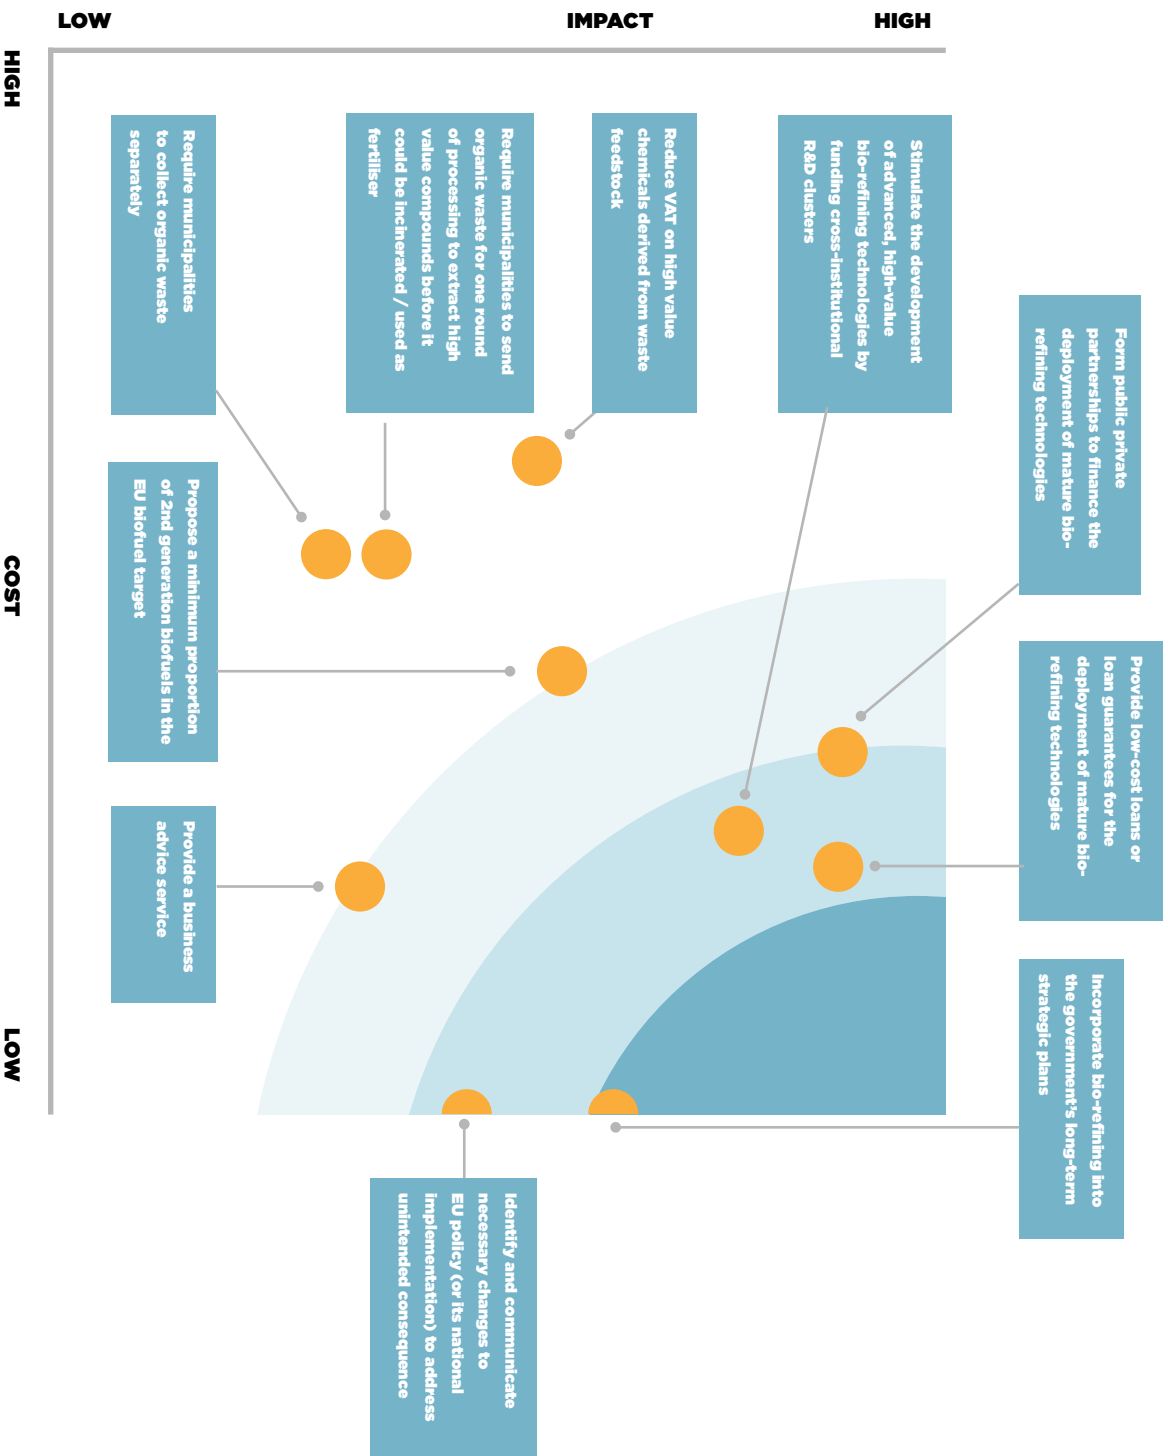 LOW
IMPACT
HIGH
HIGH
COST
LOW
Require municipalities
to collect organic waste
separately
Require municipalities to send
organic waste for one round
of processing to extract high
value compounds before it
could be incinerated / used as
fertiliser
Reduce VAT on high value
chemicals derived from waste
feedstock
Stimulate the development
of advanced, high-value
bio-refining technologies by
funding cross-institutional
R&D clusters
Form public private
partnerships to finance the
deployment of mature bio-
refining technologies
Propose a minimum proportion
of 2nd generation biofuels in the
EU biofuel target
Provide low-cost loans or
loan guarantees for the
deployment of mature bio-
refining technologies
Provide a business
advice service
Incorporate bio-refining into
the government's long-term
strategic plans
Identify and communicate
necessary changes to
EU policy (or its national
implementation) to address
unintended consequence